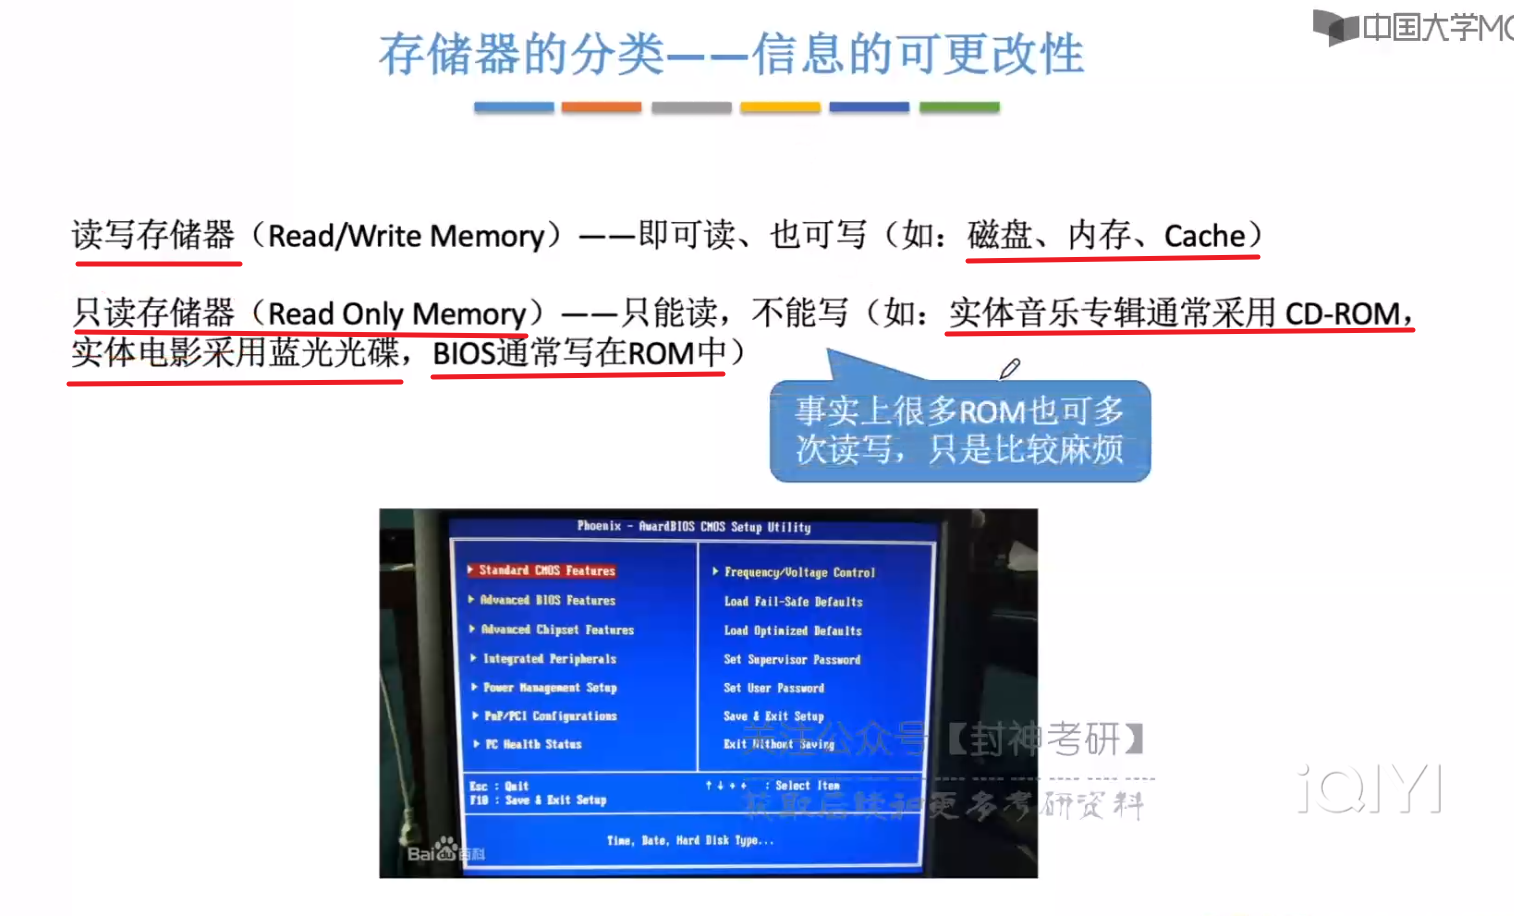 中国大学MO
存储器的分类——信息的可更改性
读写存储器（Read/Write Memory）——即可读、也可写（如：磁盘、内存、Cache）
只读存储器（Read Only Memory）——只能读，不能写（如：实体音乐专辑通常采用 CD-ROM，
实体电影采用蓝光光碟，BIOS通常写在ROM中）
事实上很多ROM也可多
次读写，只是比较麻烦
Phoenix - AwardBIOS CMOS Setup Utility
Standard CMOS Features
Advanced BIOS Features
Advanced Chipset Features
Integrated Peripherals
Power Management Setup
PnP/PCI Configurations
PC Health Status
Frequency/Voltage Control
Load Fail-Safe Defaults
Load Optimized Defaults
Set Supervisor Password
Set User Password
Save & Exit Setup
Exit Without Saving
Esc : Quit
F10 : Save & Exit Setup
↑↓→← : Select Item
Time, Date, Hard Disk Type...
关注公众号【封神考研】
获取后续和更多考研资料
Baidu百科
iQIYI